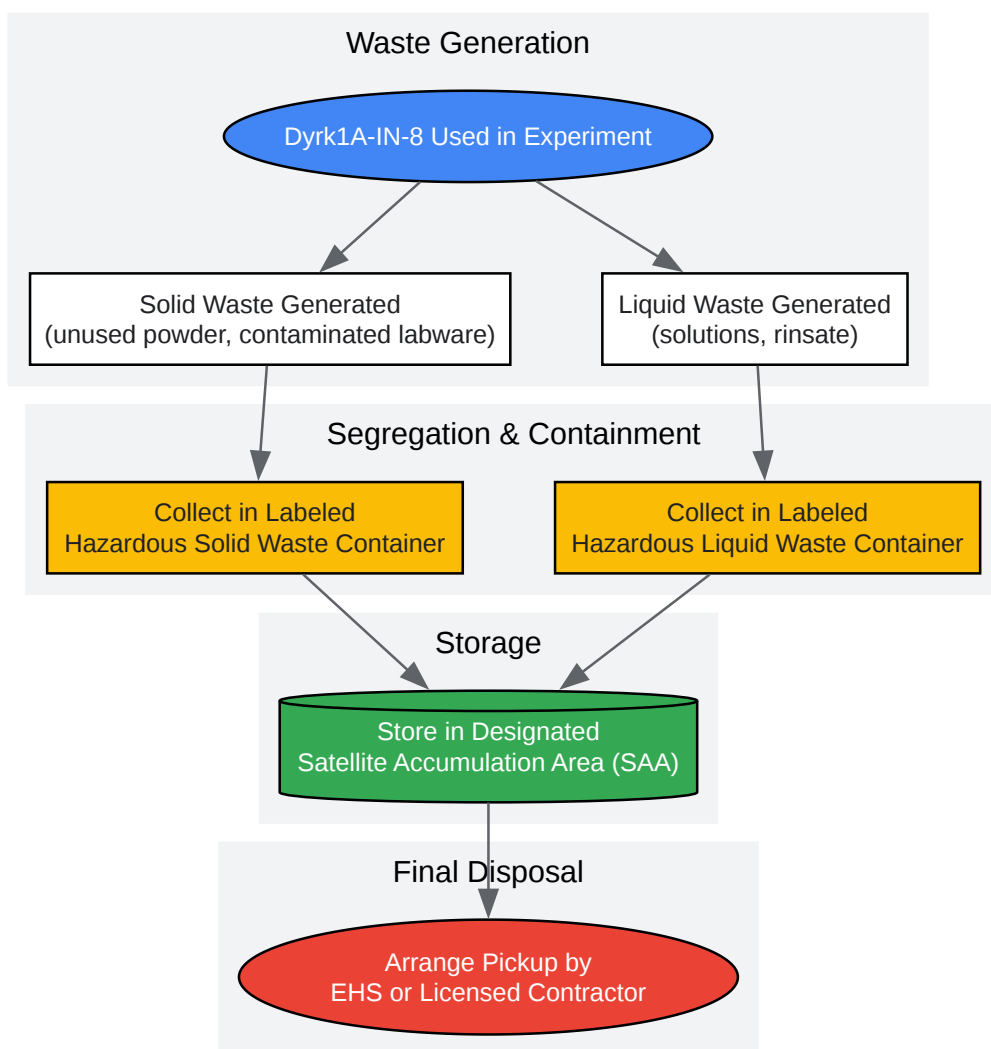 Waste Generation
Dyrk1A-IN-8 Used in Experiment
Solid Waste Generated
(unused powder, contaminated labware)
Liquid Waste Generated
(solutions, rinsate)
Segregation & Containment
Collect in Labeled
Hazardous Solid Waste Container
Collect in Labeled
Hazardous Liquid Waste Container
Storage
Store in Designated
Satellite Accumulation Area (SAA)
Final Disposal
Arrange Pickup by
EHS or Licensed Contractor